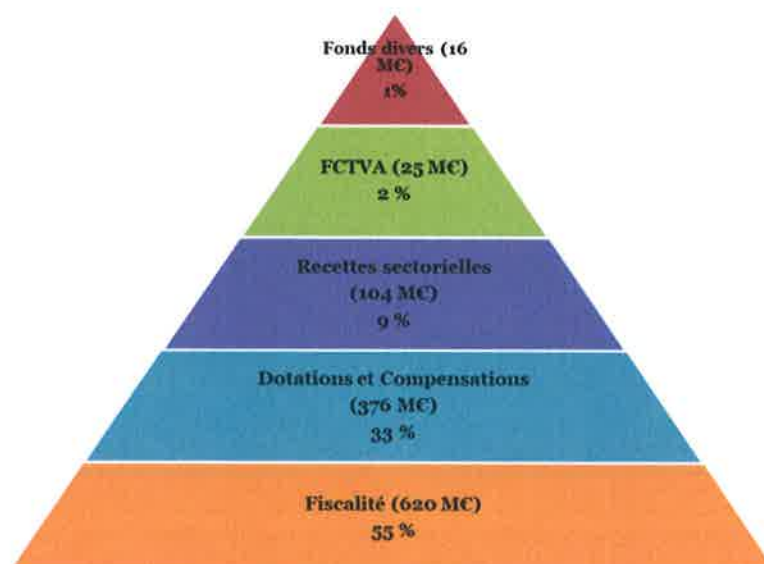 Fonds divers (16
M€)
1%
FCTVA (25 M€)
2 %
Recettes sectorielles
(104 M€)
9 %
Dotations et Compensations
(376 M€)
33 %
Fiscalité (620 M€)
55 %